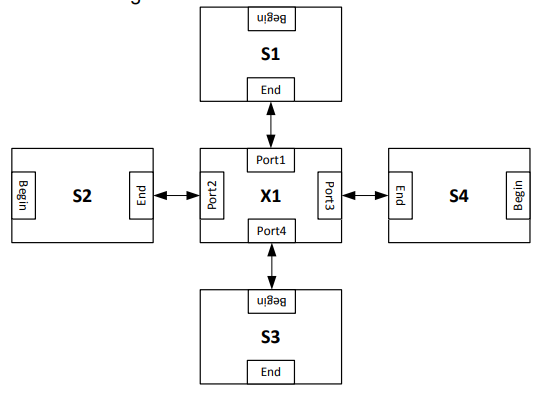 Begin
S1
End
Port1
Begin
S2
End
Port2
X1
Port3
End
S4
Begin
Port4
Begin
S3
End